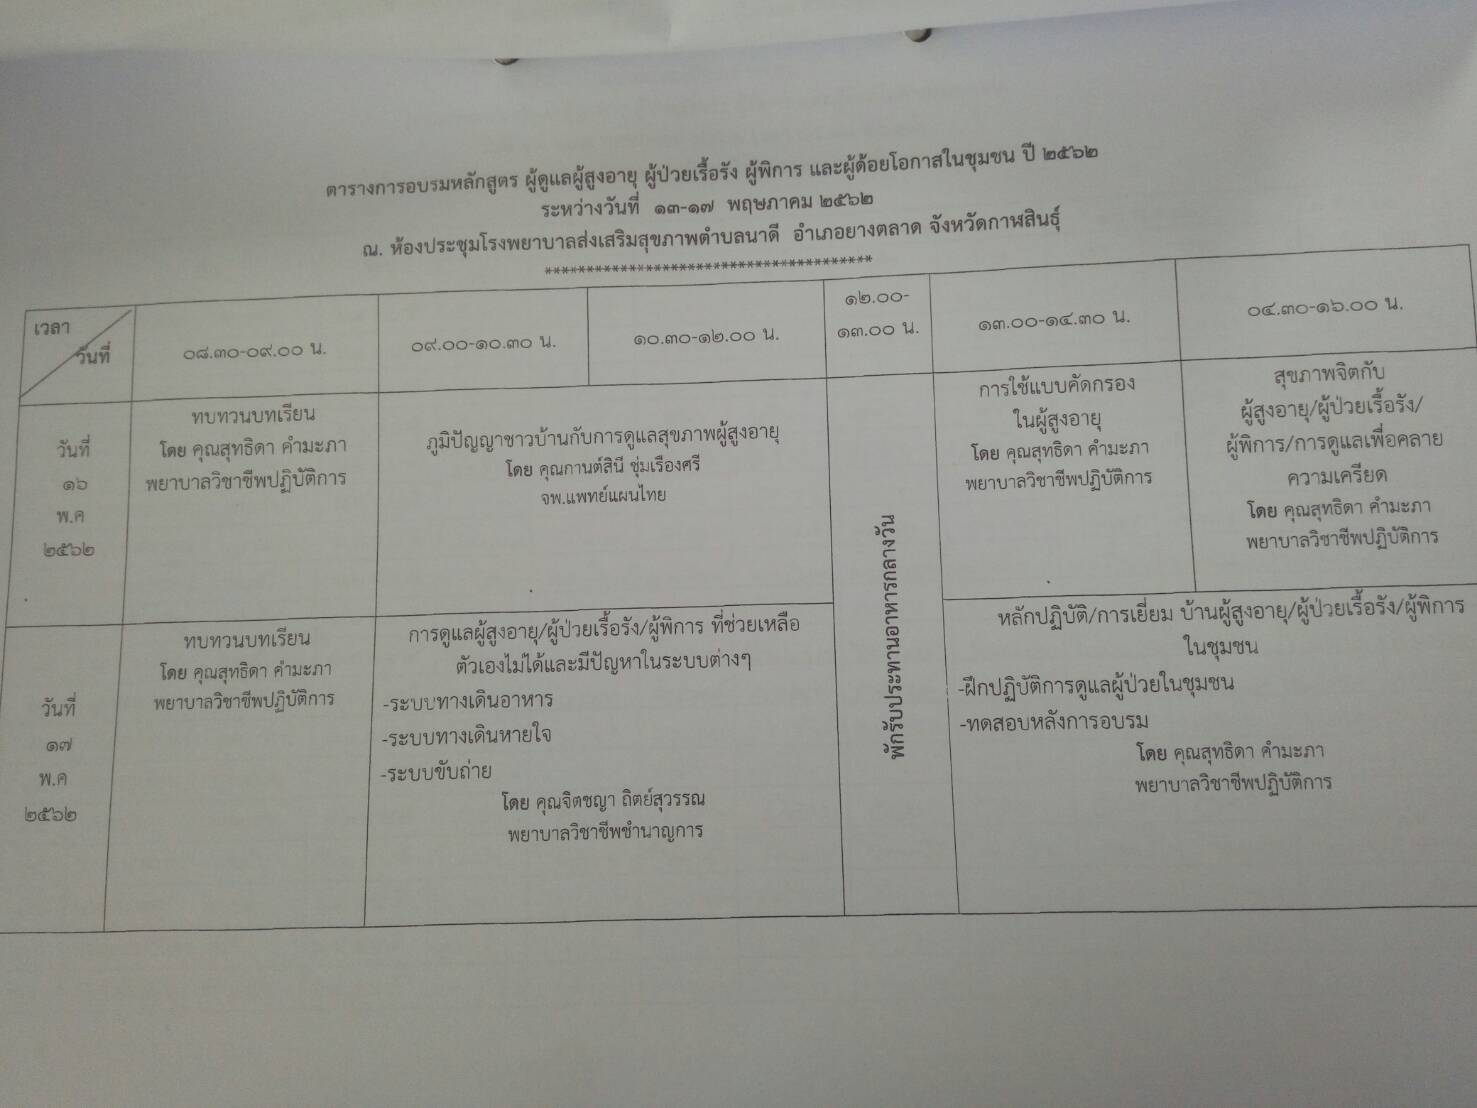 ตารางการอบรมหลักสูตร ผู้ดูแลผู้สูงอายุ ผู้ป่วยเรื้อรัง ผู้พิการ และผู้ด้อยโอกาสในชุมชน ปี ๒๕๖๒
ระหว่างวันที่ ๑๓-๑๗ พฤษภาคม ๒๕๖๒
ณ. ห้องประชุมโรงพยาบาลส่งเสริมสุขภาพตำบลนาดี อำเภอยางตลาด จังหวัดกาฬสินธุ์
***************************************
เวลา
วันที่
๐๘.๓๐-๐๙.๐๐ น.
๐๙.๐๐-๑๐.๓๐ น.
๑๐.๓๐-๑๒.๐๐ น.
๑๒.๐๐-
๑๓.๐๐ น.
๑๓.๐๐-๑๔.๓๐ น.
๐๔.๓๐-๑๖.๐๐ น.
วันที่
๑๖
พ.ค
๒๕๖๒
ทบทวนบทเรียน
โดย คุณสุทธิดา คำมะภา
พยาบาลวิชาชีพปฏิบัติการ
ภูมิปัญญาชาวบ้านกับการดูแลสุขภาพผู้สูงอายุ
โดย คุณกานต์สินี ชุ่มเรืองศรี
จพ.แพทย์แผนไทย
พักรับประทานอาหารกลางวัน
การใช้แบบคัดกรอง
ในผู้สูงอายุ
โดย คุณสุทธิดา คำมะภา
พยาบาลวิชาชีพปฏิบัติการ
สุขภาพจิตกับ
ผู้สูงอายุ/ผู้ป่วยเรื้อรัง/
ผู้พิการ/การดูแลเพื่อคลาย
ความเครียด
โดย คุณสุทธิดา คำมะภา
พยาบาลวิชาชีพปฏิบัติการ
วันที่
๑๗
พ.ค
๒๕๖๒
ทบทวนบทเรียน
โดย คุณสุทธิดา คำมะภา
พยาบาลวิชาชีพปฏิบัติการ
การดูแลผู้สูงอายุ/ผู้ป่วยเรื้อรัง/ผู้พิการ ที่ช่วยเหลือ
ตัวเองไม่ได้และมีปัญหาในระบบต่างๆ
-ระบบทางเดินอาหาร
-ระบบทางเดินหายใจ
-ระบบขับถ่าย
โดย คุณจิตชญา ถิตย์สุวรรณ
พยาบาลวิชาชีพชำนาญการ
หลักปฏิบัติ/การเยี่ยม บ้านผู้สูงอายุ/ผู้ป่วยเรื้อรัง/ผู้พิการ
ในชุมชน
-ฝึกปฏิบัติการดูแลผู้ป่วยในชุมชน
-ทดสอบหลังการอบรม
โดย คุณสุทธิดา คำมะภา
พยาบาลวิชาชีพปฏิบัติการ